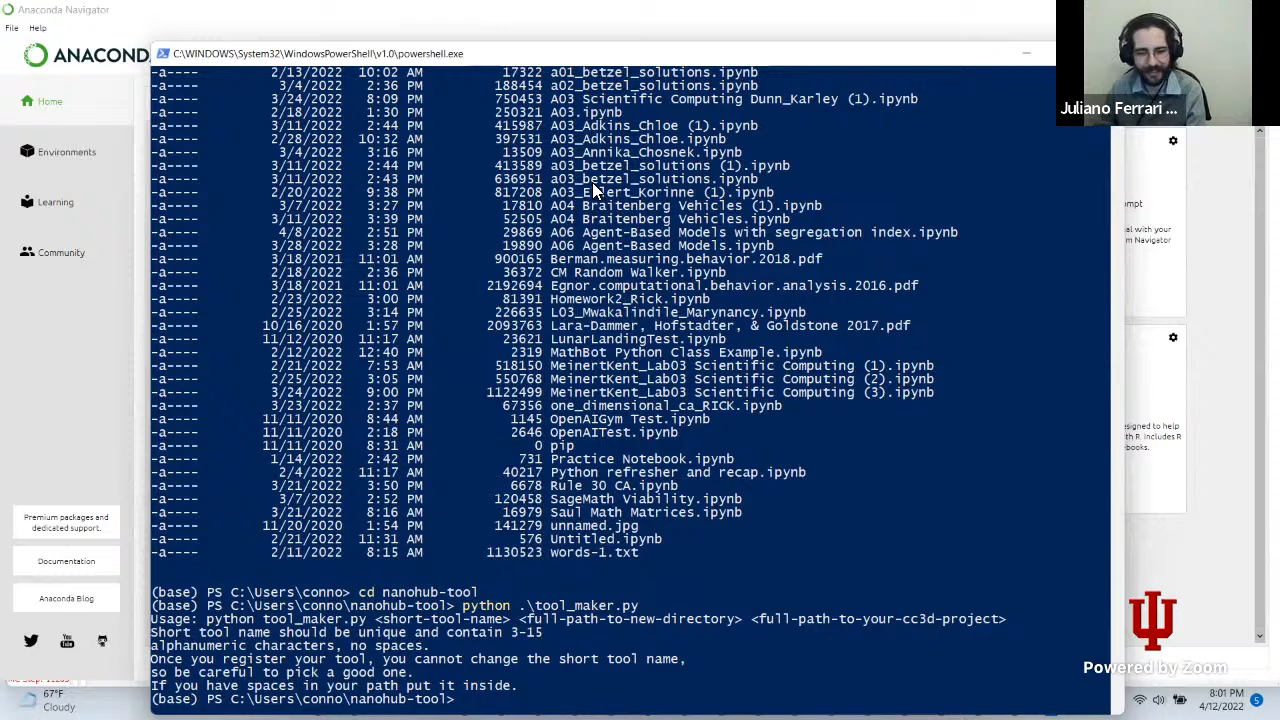 Anaconda Navigator
File Help
ANACONDA
Home
Environments
Learning
Community
Premium packages and
dedicated support.
Documentation
Anaconda Blog
C:\WINDOWS\System32\WindowsPowerShell\v1.0\powershell.exe
-a---- 2/13/2022 10:02 AM 17322 a01_betzel_solutions.ipynb
-a---- 3/4/2022 2:36 PM 188454 a02_betzel_solutions.ipynb
-a---- 3/24/2022 8:09 PM 750453 A03 Scientific Computing Dunn_Karley (1).ipynb
-a---- 2/18/2022 1:30 PM 250321 A03.ipynb
-a---- 3/11/2022 2:44 PM 415987 A03_Adkins_Chloe (1).ipynb
-a---- 2/28/2022 10:32 AM 397531 A03_Adkins_Chloe.ipynb
-a---- 3/4/2022 3:16 PM 13509 A03_Annika_Chosnek.ipynb
-a---- 3/11/2022 2:44 PM 413589 a03_betzel_solutions (1).ipynb
-a---- 3/11/2022 2:43 PM 636951 a03_betzel_solutions.ipynb
-a---- 2/20/2022 9:38 PM 817208 (1).ipynb
-a---- 3/7/2022 3:27 PM 17810 A04 Braitenberg Vehicles (1).ipynb
-a---- 3/11/2022 3:39 PM 52505 A04 Braitenberg Vehicles.ipynb
-a---- 4/8/2022 2:51 PM 29869 A06 Agent-Based Models with segregation index.ipynb
-a---- 3/28/2022 3:28 PM 19890 A06 Agent-Based Models.ipynb
-a---- 3/18/2021 11:01 AM 900165 Berman.measuring.behavior.2018.pdf
-a---- 2/18/2022 2:36 PM 36372 CM Random Walker.ipynb
-a---- 3/18/2021 11:01 AM 2192694 Egnor.computational.behavior.analysis.2016.pdf
-a---- 2/23/2022 3:00 PM 81391 Homework2_Rick.ipynb
-a---- 2/25/2022 3:14 PM 226635 L03_Mwakalindile_Marynancy.ipynb
-a---- 10/16/2020 1:57 PM 2093763 Lara-Dammer, Hofstadter, & Goldstone 2017.pdf
-a---- 11/12/2020 11:17 AM 23621 LunarLandingTest.ipynb
-a---- 2/12/2022 12:40 PM 2319 MathBot Python Class Example.ipynb
-a---- 2/21/2022 7:53 AM 518150 MeinertKent_Lab03 Scientific Computing (1).ipynb
-a---- 2/25/2022 3:05 PM 550768 MeinertKent_Lab03 Scientific Computing (2).ipynb
-a---- 3/24/2022 9:00 PM 1122499 MeinertKent_Lab03 Scientific Computing (3).ipynb
-a---- 3/23/2022 2:37 PM 67356 one_dimensional_ca_RICK.ipynb
-a---- 11/11/2020 8:44 AM 1145 OpenAIGym Test.ipynb
-a---- 11/11/2020 2:18 PM 2646 OpenAITest.ipynb
-a---- 11/11/2020 8:31 AM 0 pip
-a---- 1/14/2022 2:42 PM 731 Practice Notebook.ipynb
-a---- 2/4/2022 11:17 AM 40217 Python refresher and recap.ipynb
-a---- 3/21/2022 3:50 PM 6678 Rule 30 CA.ipynb
-a---- 3/7/2022 2:52 PM 120458 SageMath Viability.ipynb
-a---- 3/21/2022 8:16 AM 16979 Saul Math Matrices.ipynb
-a---- 11/20/2020 1:54 PM 141279 unnamed.jpg
-a---- 2/21/2022 11:31 AM 576 Untitled.ipynb
-a---- 2/11/2022 8:15 AM 1130523 words-1.txt
(base) PS C:\Users\conno> cd nanohub-tool
(base) PS C:\Users\conno\nanohub-tool> python .\tool_maker.py
Usage: python tool_maker.py <short-tool-name> <full-path-to-new-directory> <full-path-to-your-cc3d-project>
Short tool name should be unique and contain 3-15
alphanumeric characters, no spaces.
Once you register your tool, you cannot change the short tool name,
so be careful to pick a good one.
If you have spaces in your path put it inside.
(base) PS C:\Users\conno\nanohub-tool>
Juliano Ferrari ...
Powered by Zoom
67°F
Cloudy
8:01 PM
4/12/2022
5